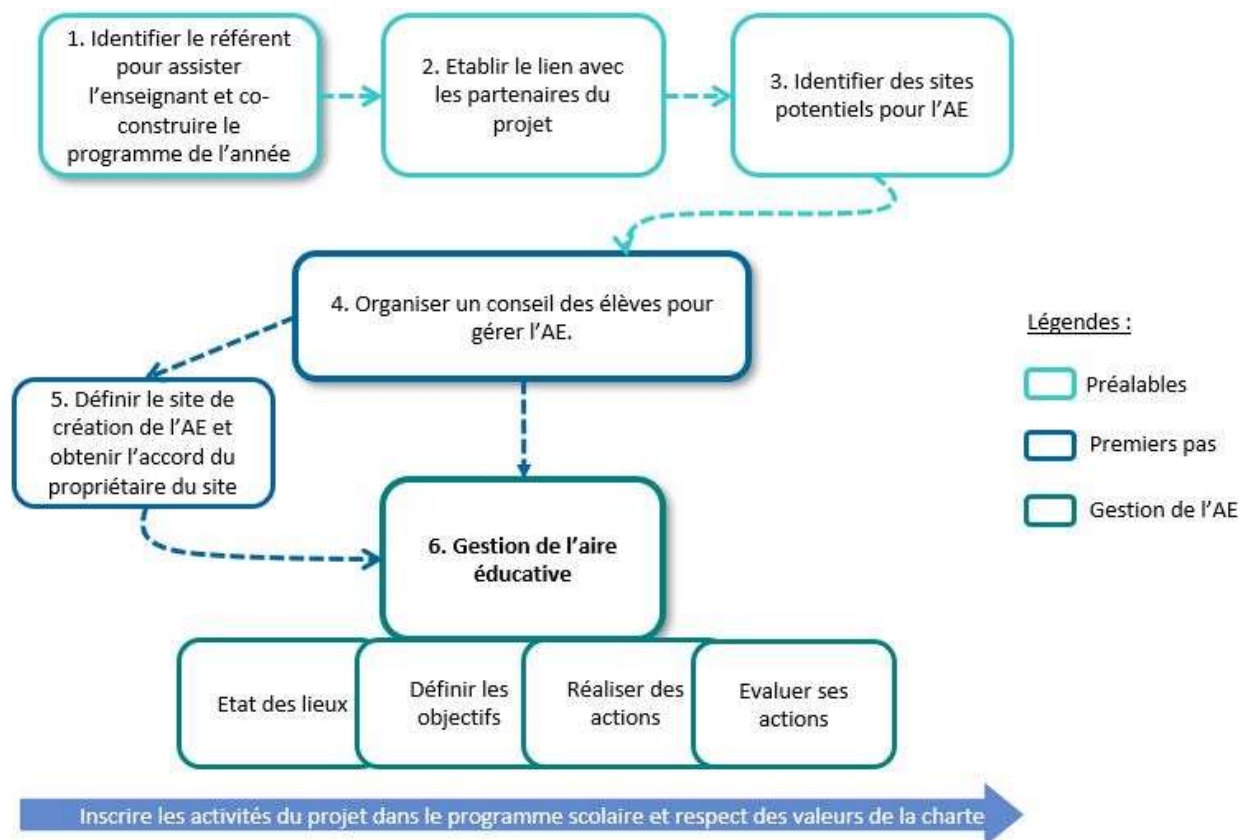 1. Identifier le référent
pour assister
l’enseignant et co-
construire le
programme de l’année
2. Etablir le lien avec
les partenaires du
projet
3. Identifier des sites
potentiels pour l’AE
4. Organiser un conseil des élèves pour
gérer l’AE.
5. Définir le site de
création de l’AE et
obtenir l’accord du
propriétaire du site
6. Gestion de l’aire
éducative
Etat des lieux
Définir les
objectifs
Réaliser des
actions
Evaluer ses
actions
Légendes :
Préalables
Premiers pas
Gestion de l’AE
Inscrire les activités du projet dans le programme scolaire et respect des valeurs de la charte